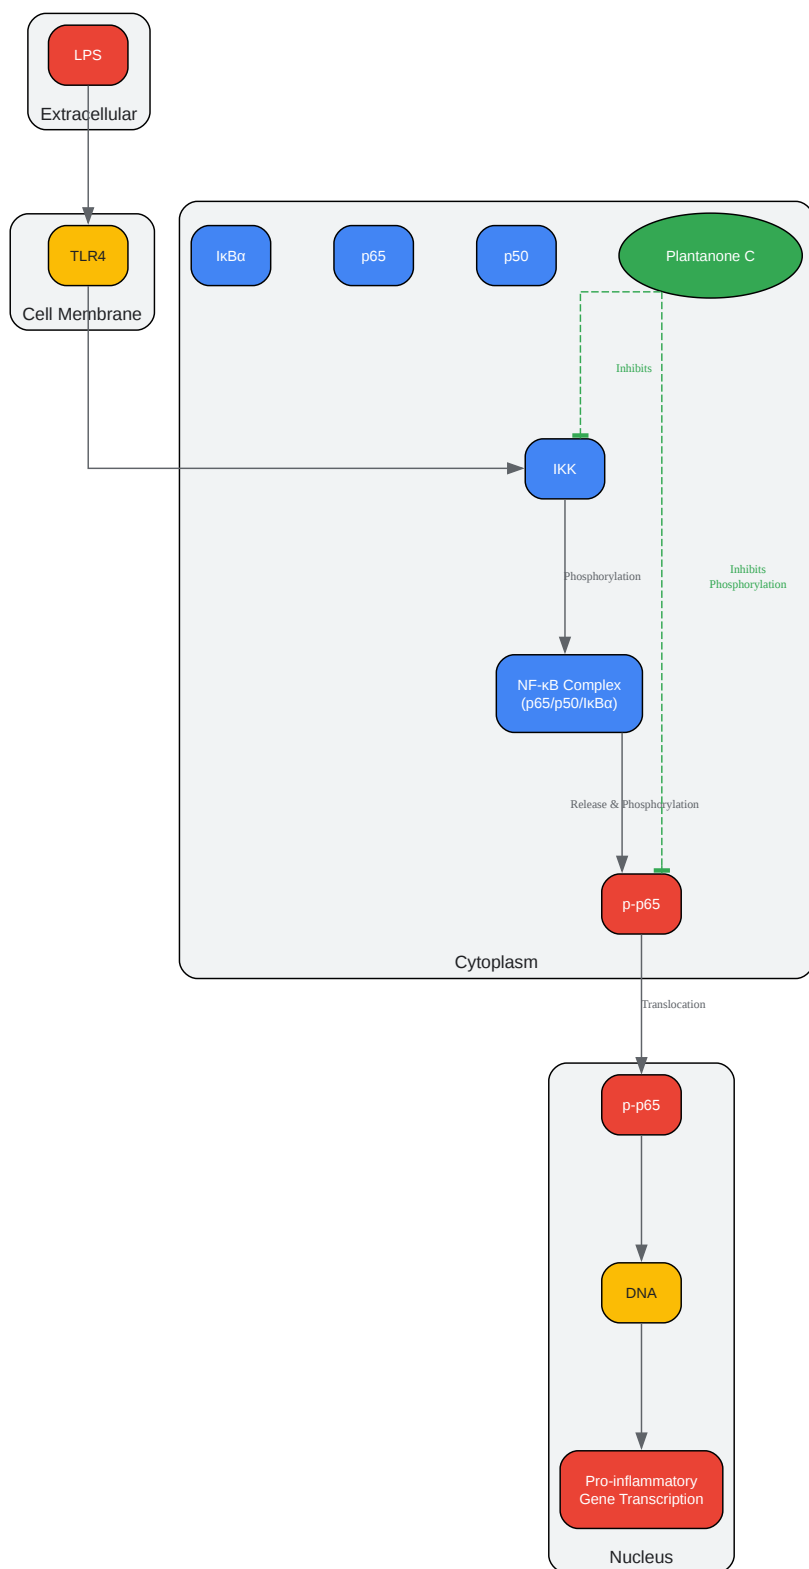 LPS
Extracellular
TLR4
Cell Membrane
IκBα
p65
p50
Plantanone C
Inhibits
IKK
Inhibits
Phosphorylation
Phosphorylation
NF-κB Complex
(p65/p50/IκBα)
Release & Phosphorylation
p-p65
Cytoplasm
Translocation
p-p65
DNA
Pro-inflammatory
Gene Transcription
Nucleus